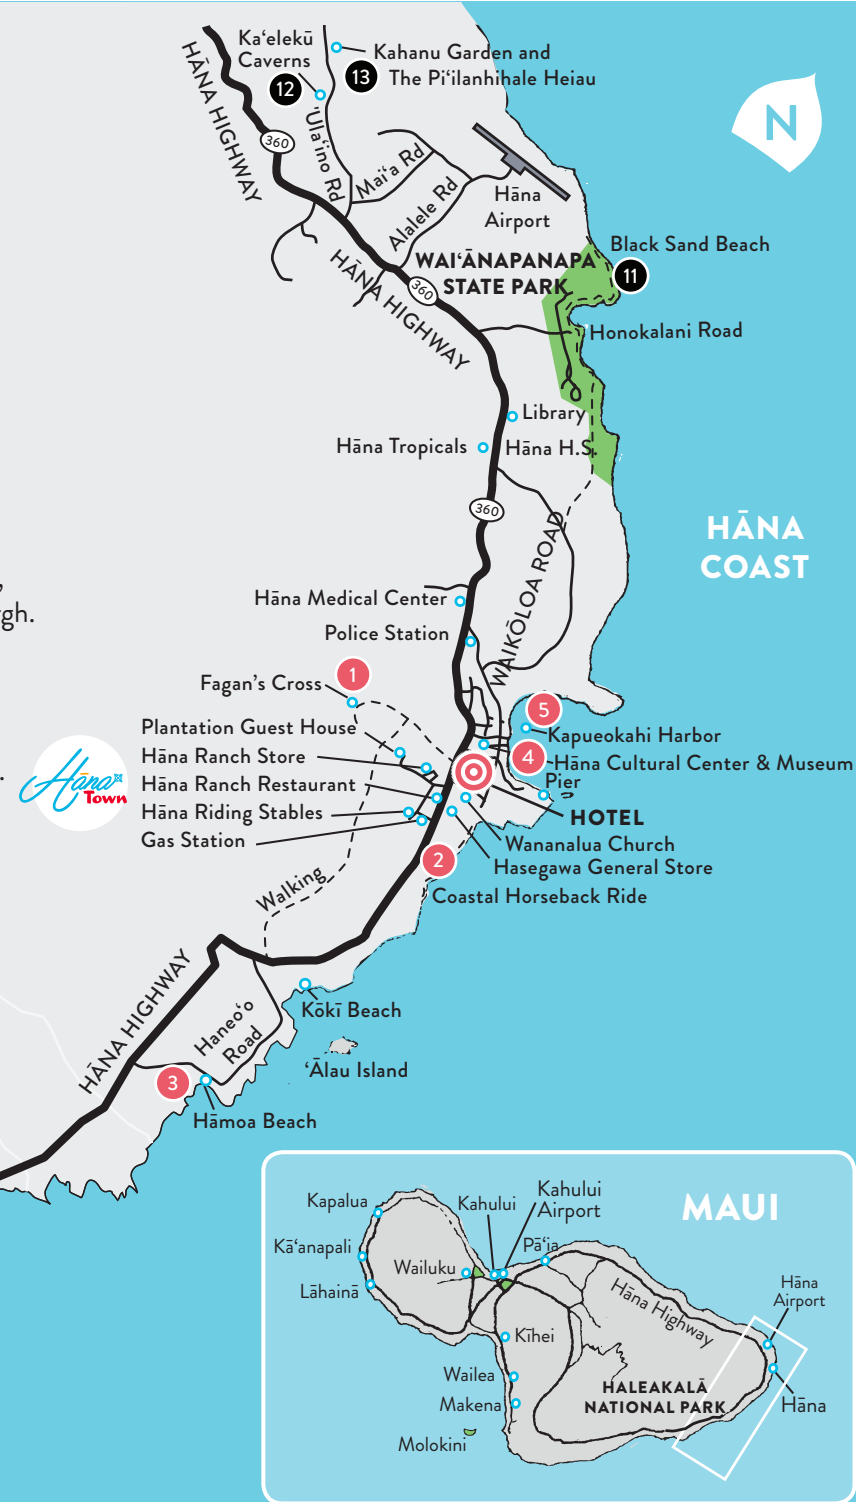 Ka‘elekū
Caverns
12
13
Kahanu Garden and
The Pi‘ilanhihale Heiau
HĀNA HIGHWAY
360
‘Ula‘ino Rd
Mai‘a Rd
Alalele Rd
Hāna
Airport
N
HĀNA HIGHWAY
360
WAI‘ĀNAPANAPA
STATE PARK
Black Sand Beach
11
Honokalani Road
Library
Hāna Tropicals
Hāna H.S.
360
HĀNA
COAST
WAIKŌLOA ROAD
,
gh.
Hāna Medical Center
Police Station
1
Fagan’s Cross
5
Kapueokahi Harbor
Plantation Guest House
Hāna Ranch Store
4
Hāna Cultural Center & Museum
Pier
.
Hāna
Town
Hāna Ranch Restaurant
Hāna Riding Stables
Gas Station
HOTEL
Wananalua Church
Hasegawa General Store
2
Coastal Horseback Ride
Walking
HĀNA HIGHWAY
Haneo‘o
Road
Kōkī Beach
‘Ālau Island
3
Hāmoa Beach
MAUI
Kapalua
Kahului
Kahului
Airport
Kā‘anapali
Wailuku
Pā‘ia
Lāhainā
Hāna Highway
Hāna
Airport
Kīhei
Wailea
HALEAKALĀ
NATIONAL PARK
Makena
Hāna
Molokini